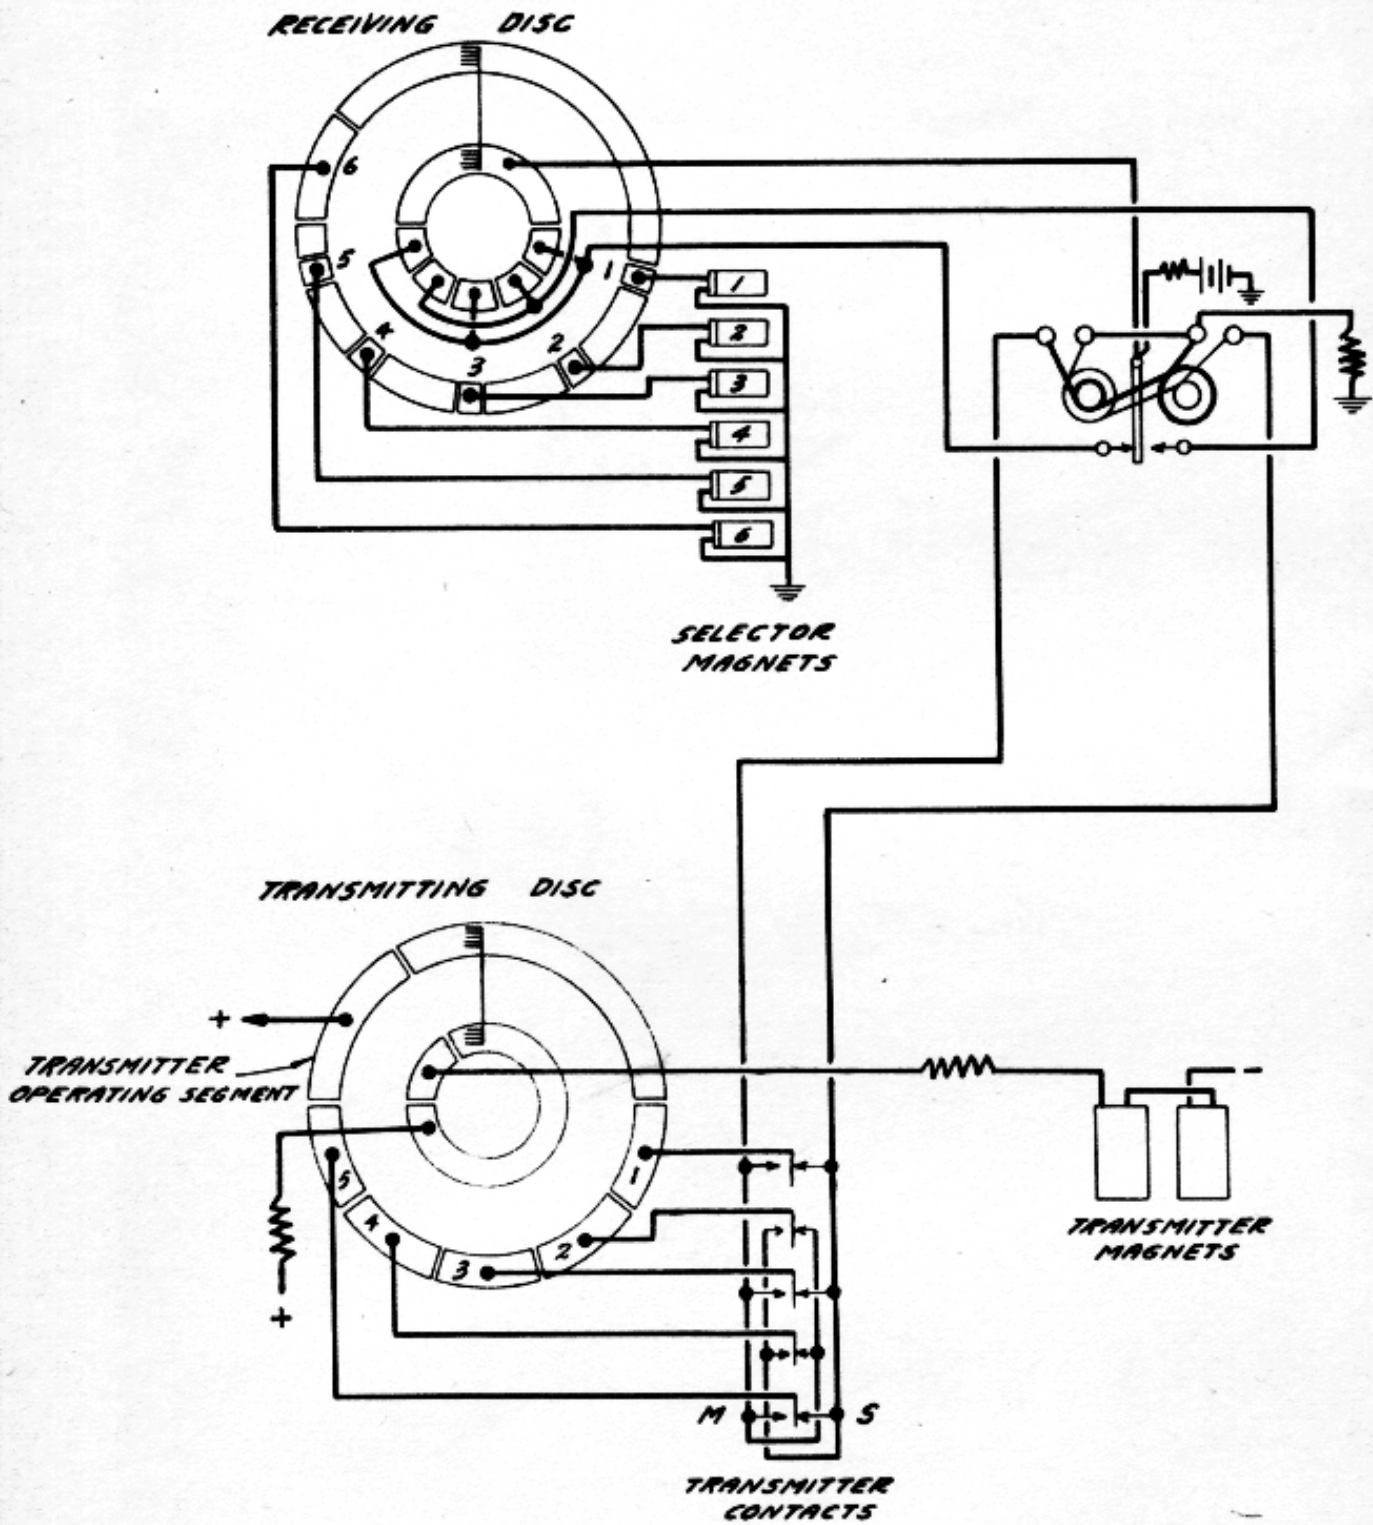 RECEIVING DISC
6
5
4
3
2
1
1
2
3
4
5
6
SELECTOR
MAGNETS
TRANSMITTING DISC
+
TRANSMITTER
OPERATING SEGMENT
5
4
3
2
1
+
TRANSMITTER
MAGNETS
M S
TRANSMITTER
CONTACTS